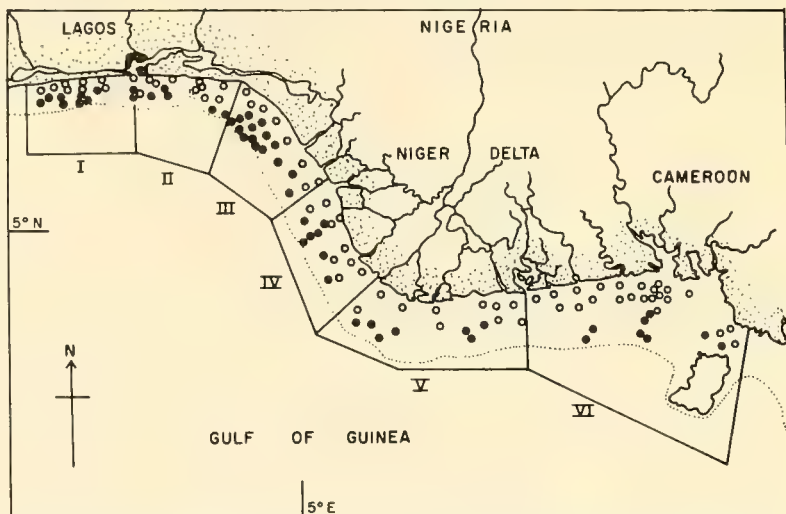 LAGOS
NIGERIA
NIGER DELTA
CAMEROON
I
II
III
5° N
IV
V
VI
N
GULF OF GUINEA
5° E